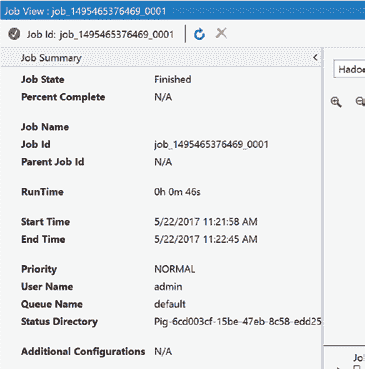 Job View : job_1495465376469_0001
Job Id: job_1495465376469_0001
Job Summary
Job State Finished
Percent Complete N/A
Job Name
Job Id job_1495465376469_0001
Parent Job Id N/A
RunTime 0h 0m 46s
Start Time 5/22/2017 11:21:58 AM
End Time 5/22/2017 11:22:45 AM
Priority NORMAL
User Name admin
Queue Name default
Status Directory Pig-6cd003cf-15be-47eb-8c58-edd25
Additional Configurations N/A
Hadoo
Jo